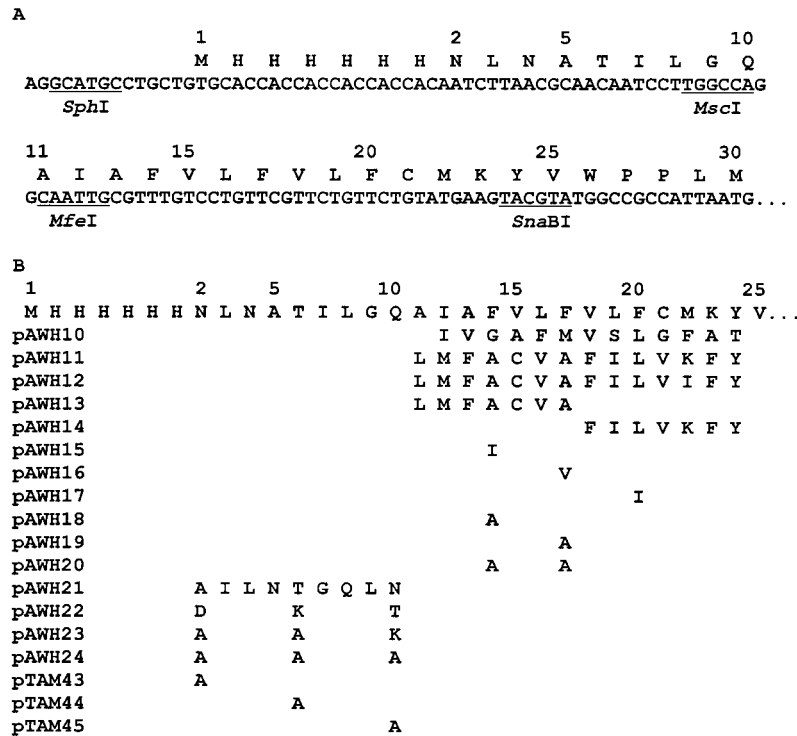 A
1 2 5 10
M H H H H H H N L N A T I L G Q
AGGCATGCCTGCTGTGCACCACCACCACCACCACAATCTTAACGCAACAATCCTTGGCCAG
SphI MscI
11 15 20 25 30
A I A F V L F V L F C M K Y V W P P L M
GCAATTGCGTTTGTCCTGTTCGTTCTGTTCTGTATGAAGTACGTATGGCCGCCATTAATG...
MfeI SnaBI
B
1 2 5 10 15 20 25
M H H H H H H N L N A T I L G Q A I A F V L F V L F C M K Y V...
pAWH10 I V G A F M V S L G F A T
pAWH11 L M F A C V A F I L V K F Y
pAWH12 L M F A C V A F I L V I F Y
pAWH13 L M F A C V A
pAWH14 F I L V K F Y
pAWH15 I
pAWH16 V
pAWH17 I
pAWH18 A
pAWH19 A
pAWH20 A A
pAWH21 A I L N T G Q L N
pAWH22 D K T
pAWH23 A A K
pAWH24 A A A
pTAM43 A
pTAM44 A
pTAM45 A